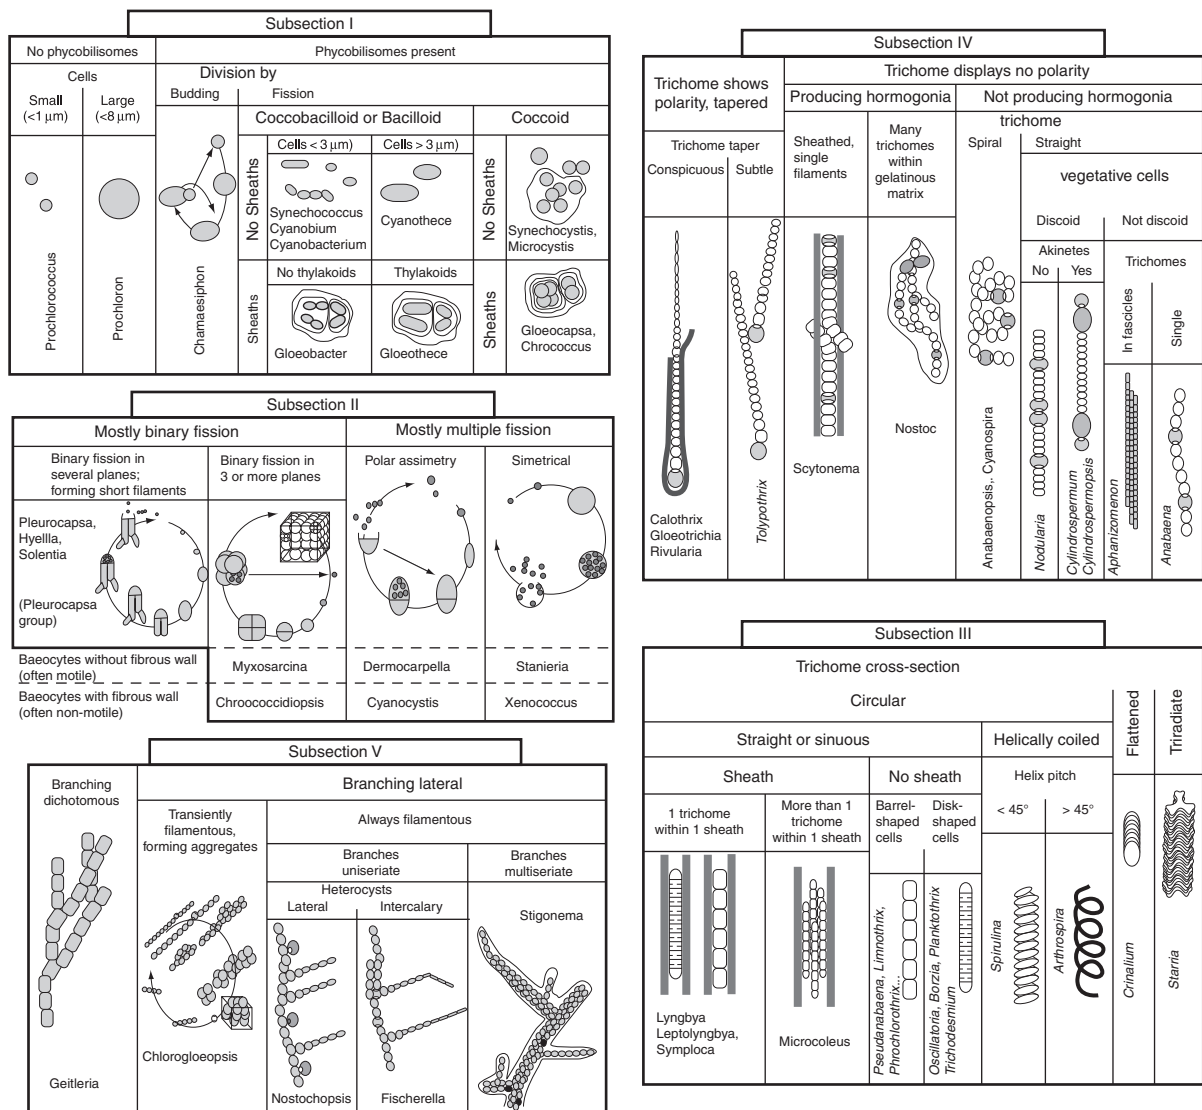 Subsection I
No phycobilisomes
Phycobilisomes present
Cells
Division by
Small
(<1 µm)
Large
(<8 µm)
Budding
Fission
Coccobacilloid or Bacilloid
Coccoid
Cells < 3 µm)
Cells > 3 µm)
No Sheaths
No Sheaths
Synechococcus
Cyanobium
Cyanobacterium
Cyanothece
Synechocystis,
Microcystis
No thylakoids
Thylakoids
Sheaths
Sheaths
Prochlorococcus
Prochloron
Chamaesiphon
Gloeobacter
Gloeothece
Gloeocapsa,
Chrococcus
Subsection II
Mostly binary fission
Mostly multiple fission
Binary fission in
several planes;
forming short filaments
Binary fission in
3 or more planes
Polar assimetry
Simetrical
Pleurocapsa,
Hyellla,
Solentia
(Pleurocapsa
group)
Baeocytes without fibrous wall
(often motile)
Myxosarcina
Dermocarpella
Stanieria
Baeocytes with fibrous wall
(often non-motile)
Chroococcidiopsis
Cyanocystis
Xenococcus
Subsection V
Branching
dichotomous
Branching lateral
Transiently
filamentous,
forming aggregates
Always filamentous
Branches
uniseriate
Branches
multiseriate
Heterocysts
Lateral
Intercalary
Stigonema
Chlorogloeopsis
Geitleria
Nostochopsis
Fischerella
Subsection IV
Trichome shows
polarity, tapered
Trichome displays no polarity
Producing hormogonia
Not producing hormogonia
trichome
Trichome taper
Conspicuous
Subtle
Sheathed,
single
filaments
Many
trichomes
within
gelatinous
matrix
Spiral
Straight
vegetative cells
Discoid
Not discoid
Akinetes
No
Yes
Trichomes
In fascicles
Single
Calothrix
Gloeotrichia
Rivularia
Tolypothrix
Scytonema
Nostoc
Anabaenopsis,. Cyanospira
Nodularia
Cylindrospermum
Cylindrospermopsis
Aphanizomenon
Anabaena
Subsection III
Trichome cross-section
Circular
Flattened
Triradiate
Straight or sinuous
Helically coiled
Sheath
No sheath
Helix pitch
1 trichome
within 1 sheath
More than 1
trichome
within 1 sheath
Barrel-
shaped
cells
Disk-
shaped
cells
< 45°
> 45°
Lyngbya
Leptolyngbya,
Symploca
Microcoleus
Pseudanabaena, Limnothrix,
Phrochlorothrix...
Oscillatoria, Borzia, Planktothrix
Trichodesmium
Spirulina
Arthrospira
Crinalium
Starria